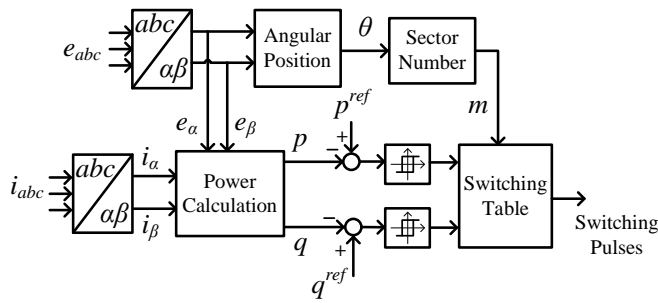 abc
αβ
e_abc
Angular
Position
θ
Sector
Number
p^ref
m
e_α
e_β
p
+
−
abc
αβ
i_abc
i_α
i_β
Power
Calculation
Switching
Table
−
q
+
q^ref
Switching
Pulses